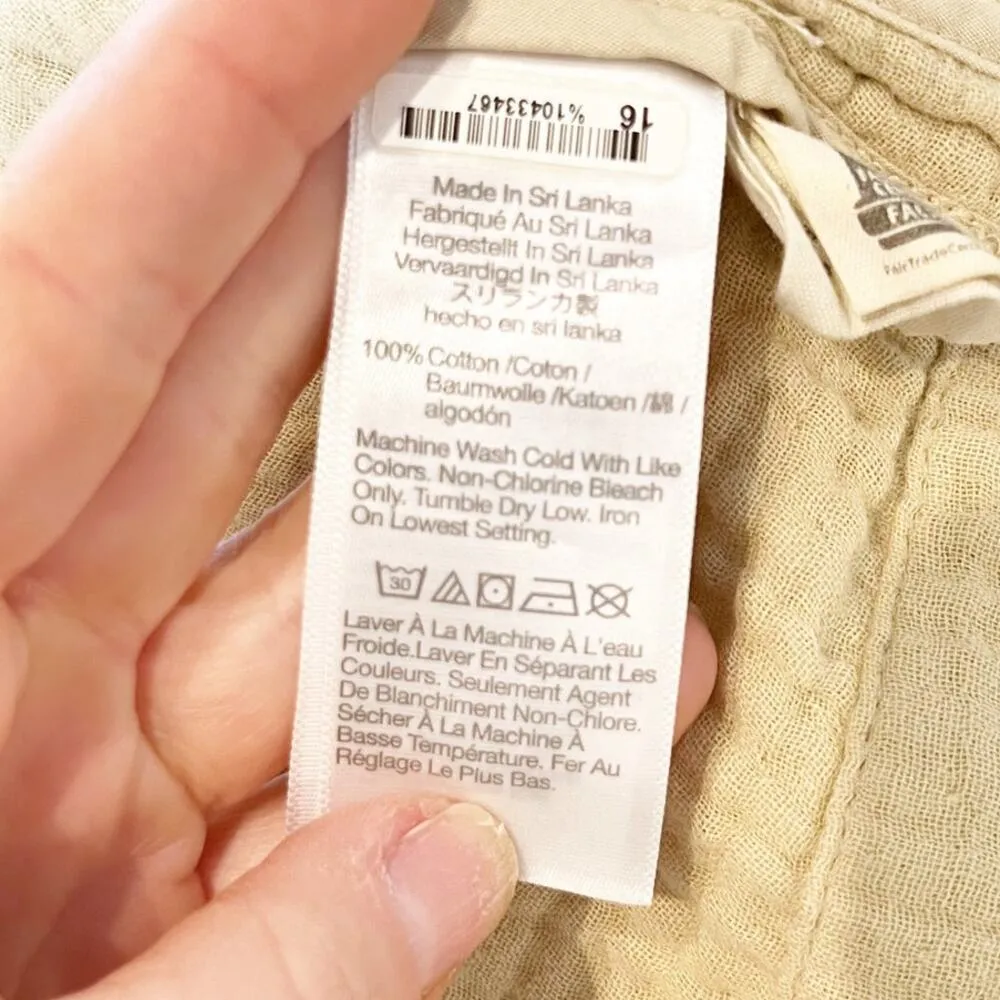 16
%10433467
Made In Sri Lanka
Fabriqué Au Sri Lanka
Hergestellt In Sri Lanka
Vervaardigd In Sri Lanka
スリランカ製
hecho en sri lanka
100% Cotton /Coton /
Baumwolle /Katoen /綿 /
algodón
Machine Wash Cold With Like
Colors. Non-Chlorine Bleach
Only. Tumble Dry Low. Iron
On Lowest Setting.
30
Laver À La Machine À L'eau
Froide.Laver En Séparant Les
Couleurs. Seulement Agent
De Blanchiment Non-Chlore.
Sécher À La Machine À
Basse Température. Fer Au
Réglage Le Plus Bas.